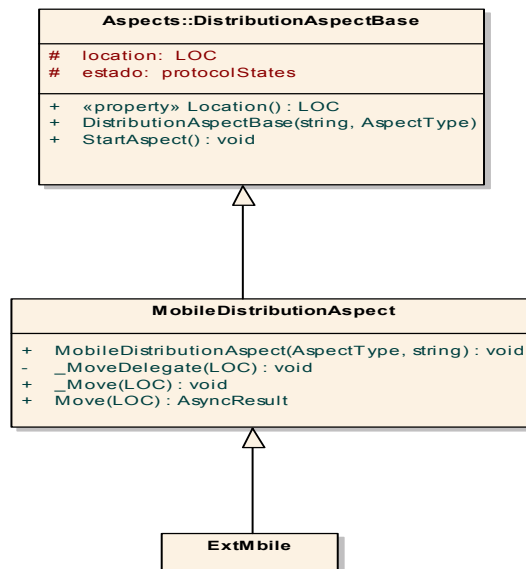 Aspects::DistributionAspectBase
# location: LOC
# estado: protocolStates
+ «property» Location() : LOC
+ DistributionAspectBase(string, AspectType)
+ StartAspect() : void
MobileDistributionAspect
+ MobileDistributionAspect(AspectType, string) : void
- _MoveDelegate(LOC) : void
+ _Move(LOC) : void
+ Move(LOC) : AsyncResult
ExtMbile